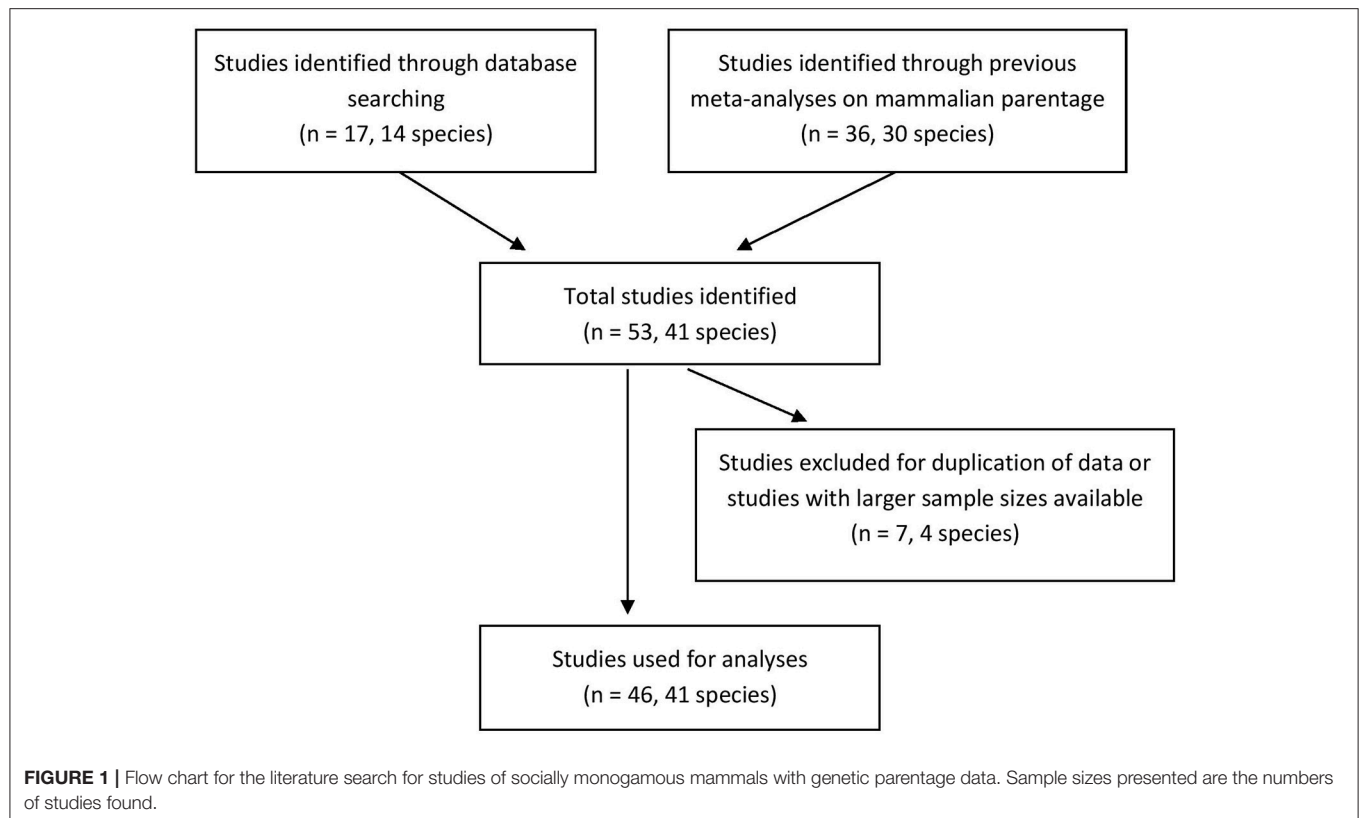 Studies identified through database
searching
(n = 17, 14 species)
Studies identified through previous
meta-analyses on mammalian parentage
(n = 36, 30 species)
Total studies identified
(n = 53, 41 species)
Studies excluded for duplication of data or
studies with larger sample sizes available
(n = 7, 4 species)
Studies used for analyses
(n = 46, 41 species)
FIGURE 1 | Flow chart for the literature search for studies of socially monogamous mammals with genetic parentage data. Sample sizes presented are the numbers
of studies found.